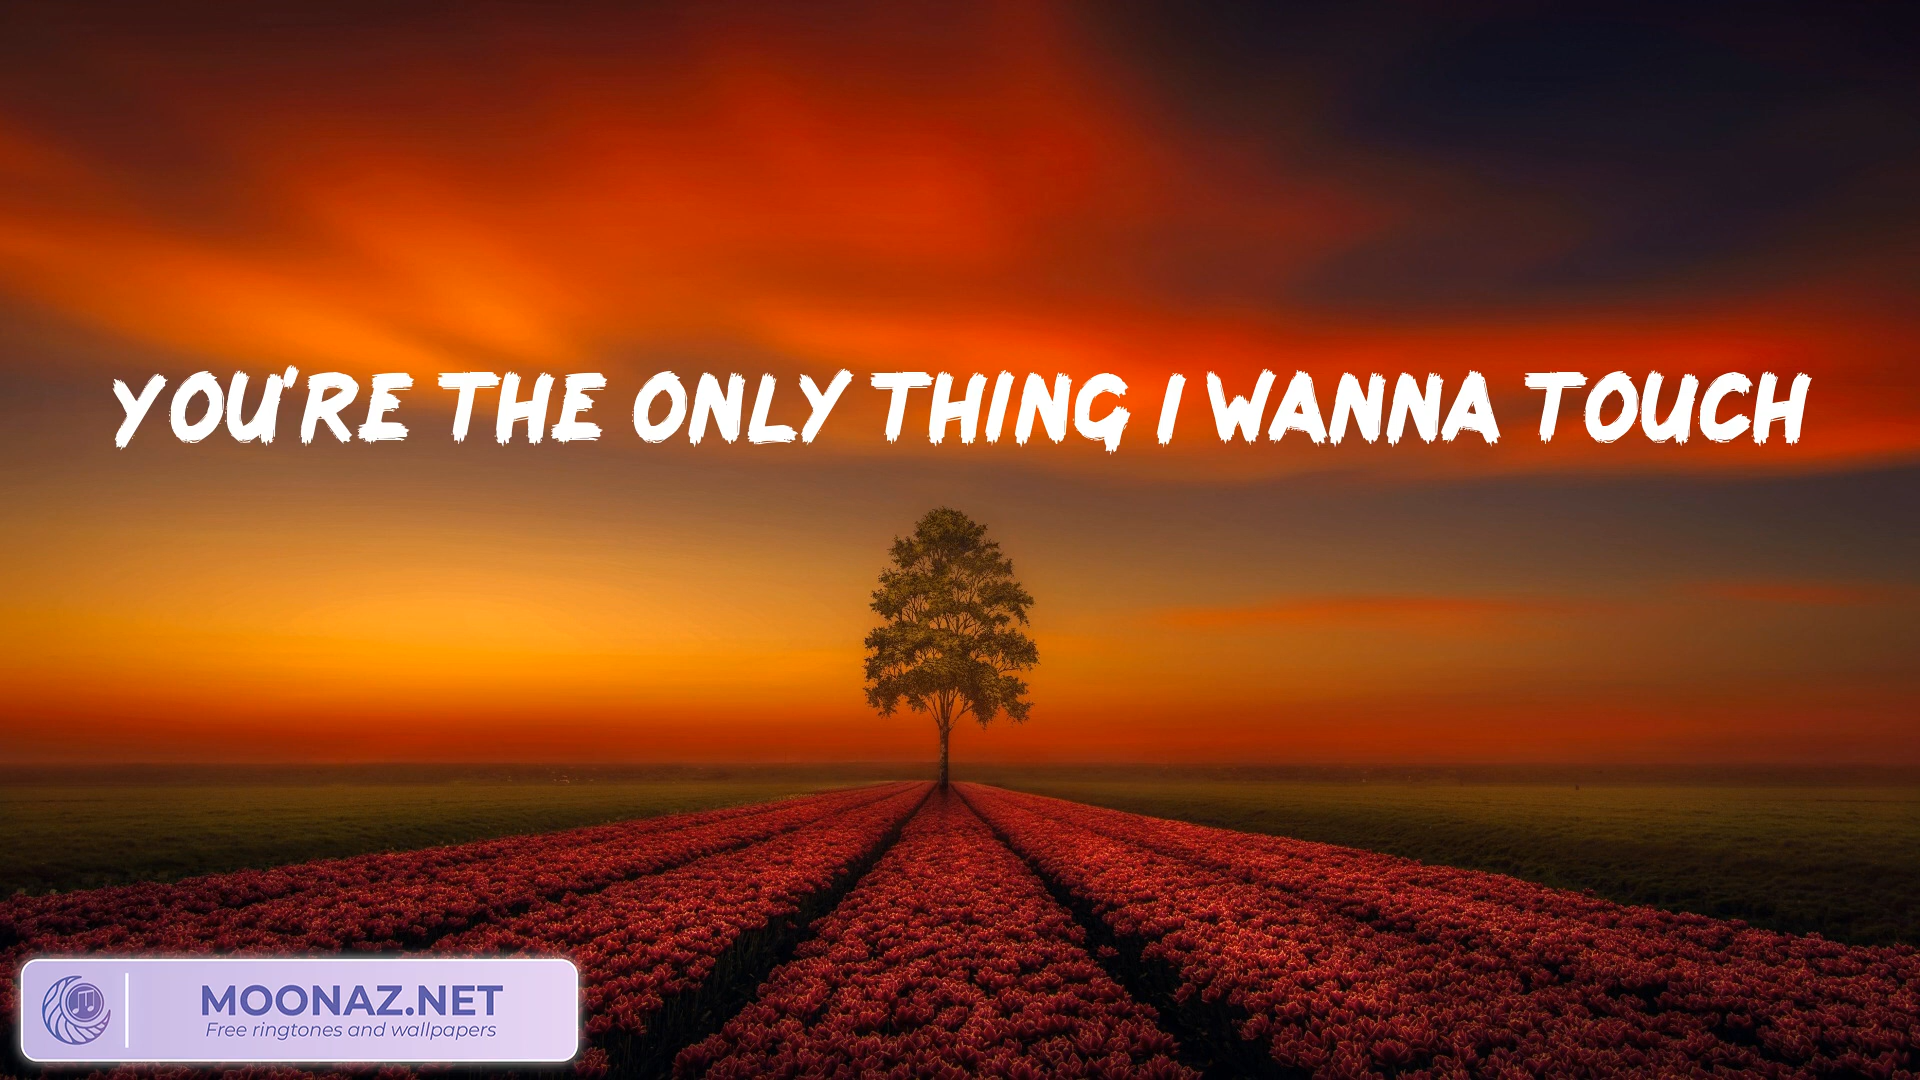 YOU'RE THE ONLY THING I WANNA TOUCH
MOONAZ.NET
Free ringtones and wallpapers